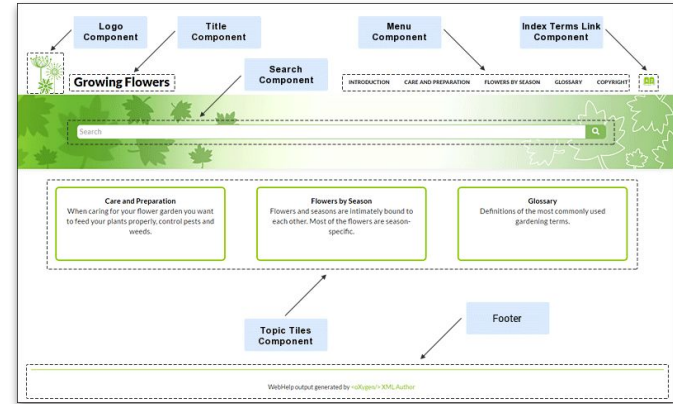 Logo
Component
Title
Component
Menu
Component
Index Terms Link
Component
Search
Component
Growing Flowers
INTRODUCTION CARE AND PREPARATION FLOWERS BY SEASON GLOSSARY COPYRIGHT
Search
Care and Preparation
When caring for your flower garden you want
to feed your plants properly, control pests and
weeds.
Flowers by Season
Flowers and seasons are intimately bound to
each other. Most of the flowers are season-
specific.
Glossary
Definitions of the most commonly used
gardening terms.
Topic Tiles
Component
Footer
WebHelp output generated by <oXygen/> XML Author